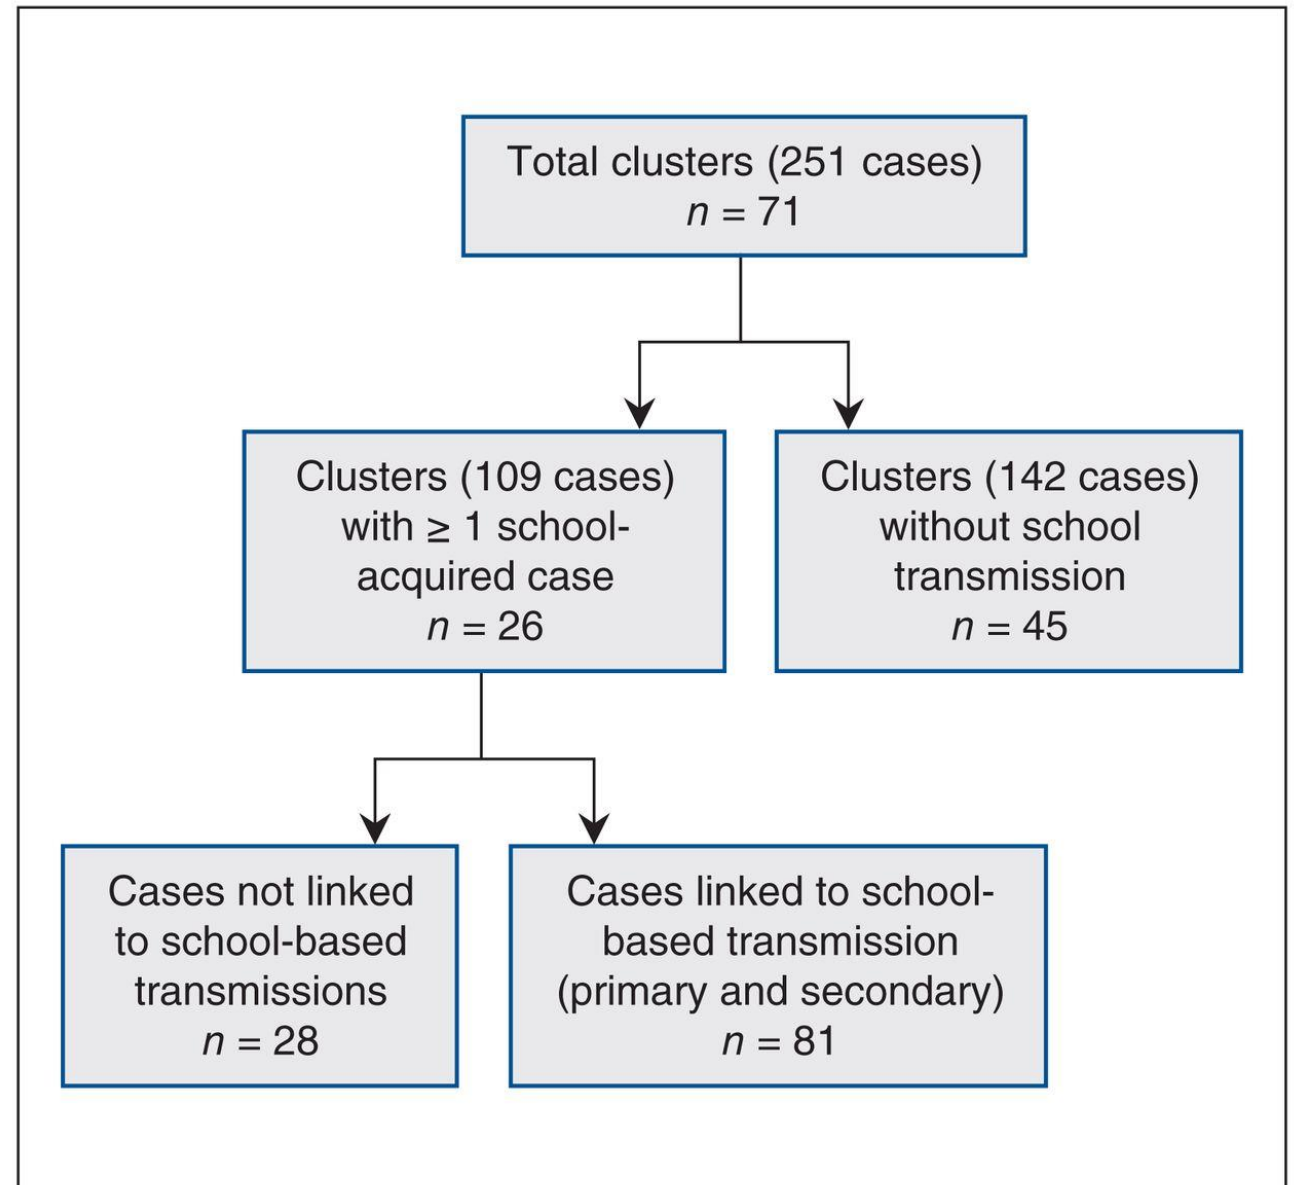 Total clusters (251 cases)
n = 71
Clusters (109 cases)
with ≥ 1 school-
acquired case
n = 26
Clusters (142 cases)
without school
transmission
n = 45
Cases not linked
to school-based
transmissions
n = 28
Cases linked to school-
based transmission
(primary and secondary)
n = 81